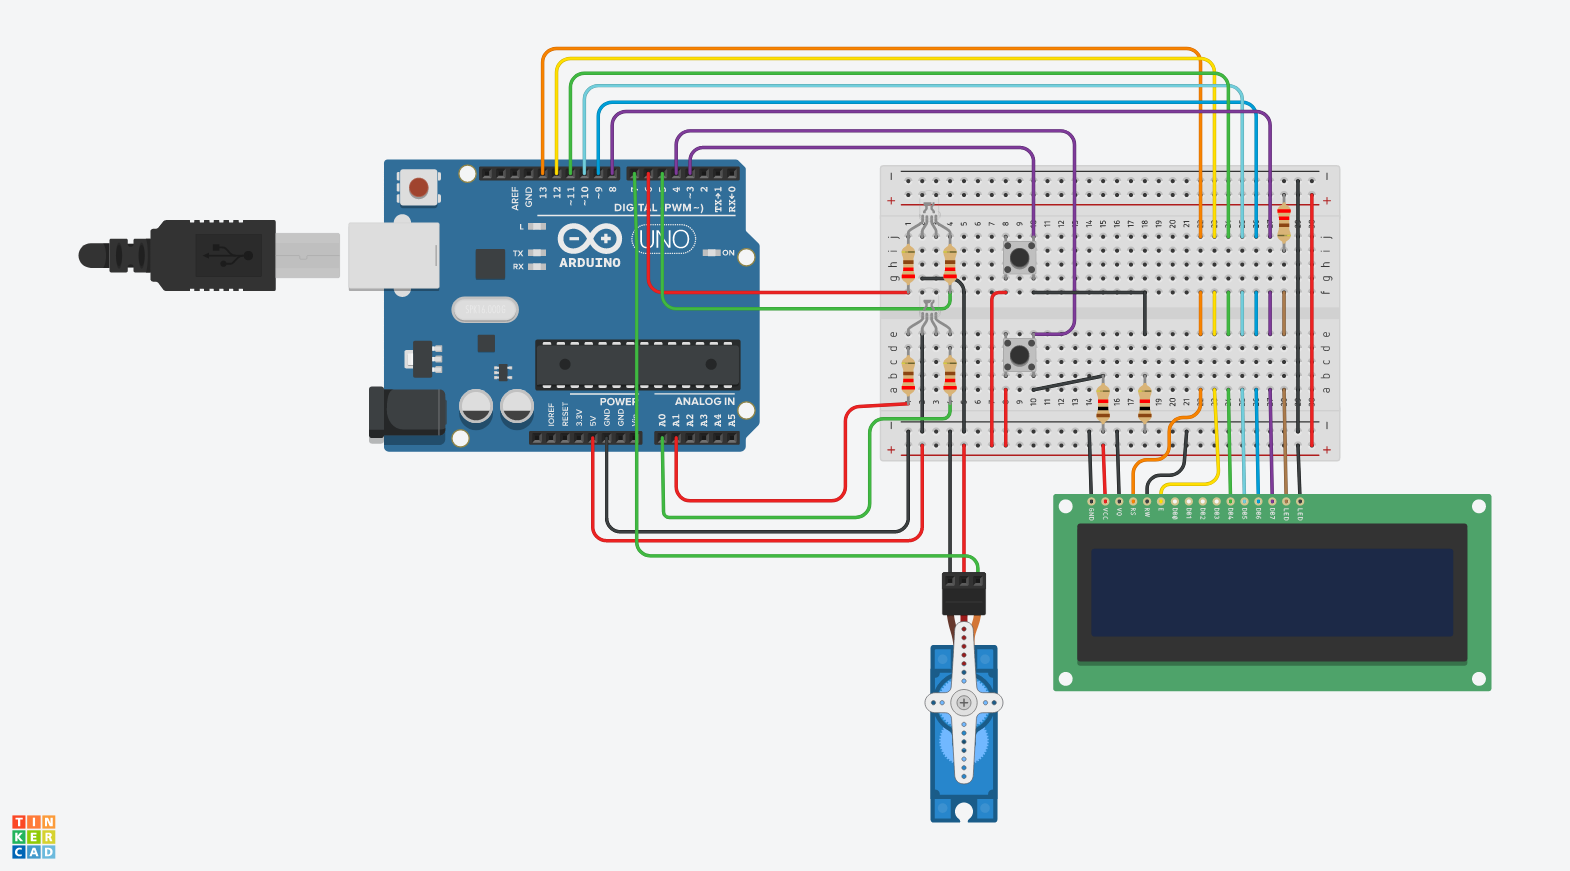 AREF
GND
13
12
~11
~10
~9
8
7
6
5
4
~3
2
TX→1
RX←0
DIGITAL (PWM~)
L
TX
RX
ARDUINO
UNO
ON
IOREF
RESET
3.3V
5V
GND
GND
POWER
ANALOG IN
A0
A1
A2
A3
A4
A5
j
i
h
g
f
e
d
c
b
a
GND
VCC
VO
RS
RW
E
DB0
DB1
DB2
DB3
DB4
DB5
DB6
DB7
LED
LED
TIN
KER
CAD